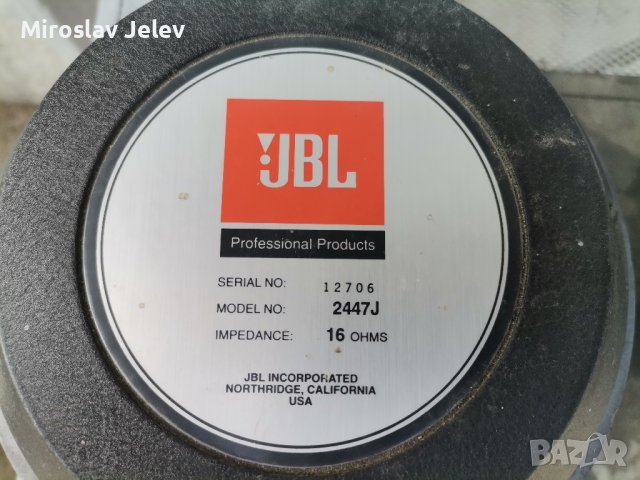 Miroslav Jelev
JBL
Professional Products
SERIAL NO: 12706
MODEL NO: 2447J
IMPEDANCE: 16 OHMS
JBL INCORPORATED
NORTHRIDGE, CALIFORNIA
USA
BAZAR